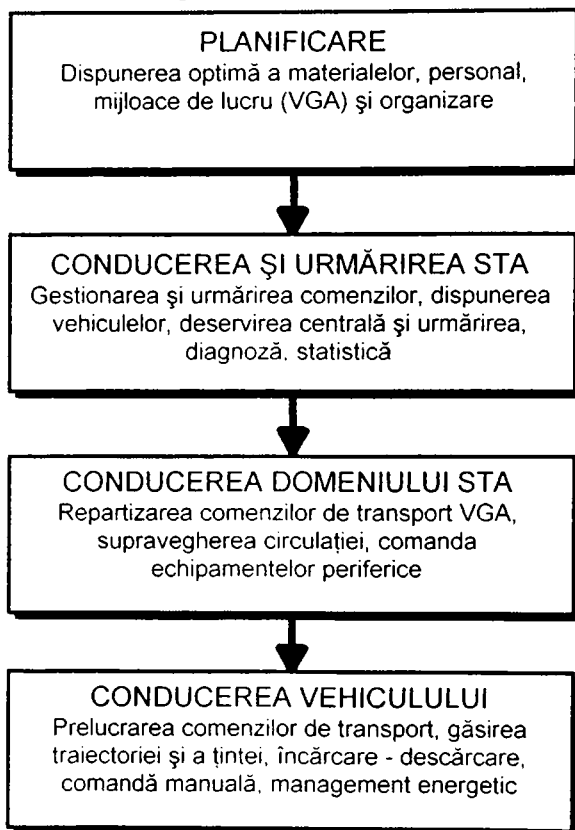 PLANIFICARE
Dispunerea optimă a materialelor, personal,
mijloace de lucru (VGA) şi organizare
CONDUCEREA ŞI URMĂRIREA STA
Gestionarea şi urmărirea comenzilor, dispunerea
vehiculelor, deservirea centrală şi urmărirea,
diagnoză, statistică
CONDUCEREA DOMENIULUI STA
Repartizarea comenzilor de transport VGA,
supravegherea circulaţiei, comanda
echipamentelor periferice
CONDUCEREA VEHICULULUI
Prelucrarea comenzilor de transport, găsirea
traiectoriei şi a ţintei, încărcare - descărcare,
comandă manuală, management energetic